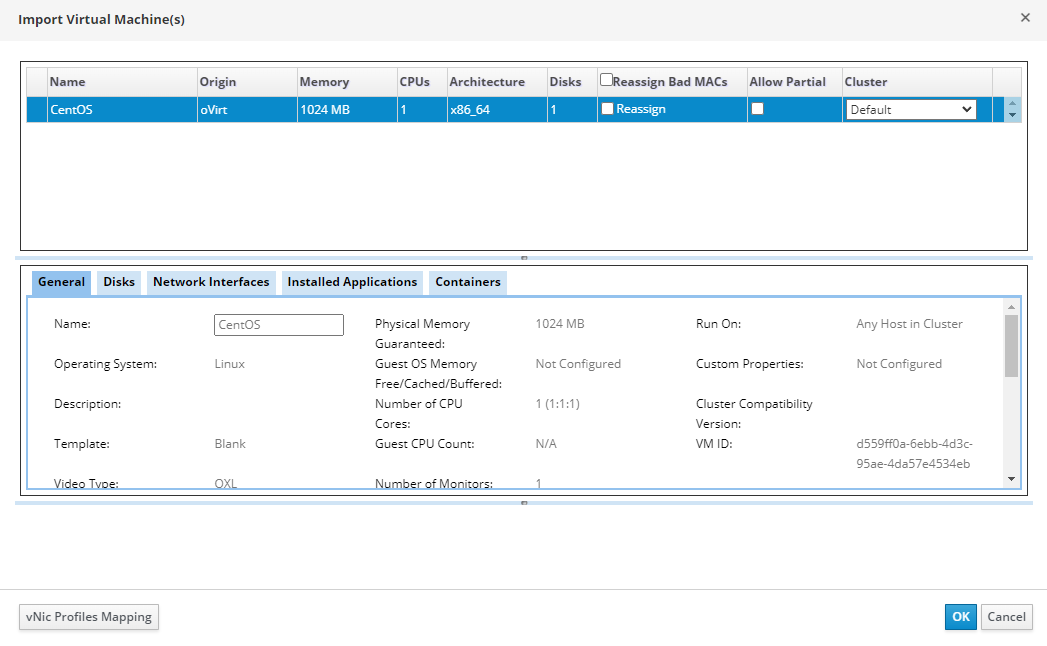 Import Virtual Machine(s)
Name Origin Memory CPUs Architecture Disks Reassign Bad MACs Allow Partial Cluster
CentOS oVirt 1024 MB 1 x86_64 1 Reassign Default
General Disks Network Interfaces Installed Applications Containers
Name: CentOS Physical Memory 1024 MB Run On: Any Host in Cluster
Guaranteed:
Operating System: Linux Guest OS Memory Not Configured Custom Properties: Not Configured
Free/Cached/Buffered:
Description: Number of CPU 1 (1:1:1) Cluster Compatibility
Cores: Version:
Template: Blank Guest CPU Count: N/A VM ID: d559ff0a-6ebb-4d3c-
95ae-4da57e4534eb
Video Type: QXL Number of Monitors: 1
vNic Profiles Mapping OK Cancel